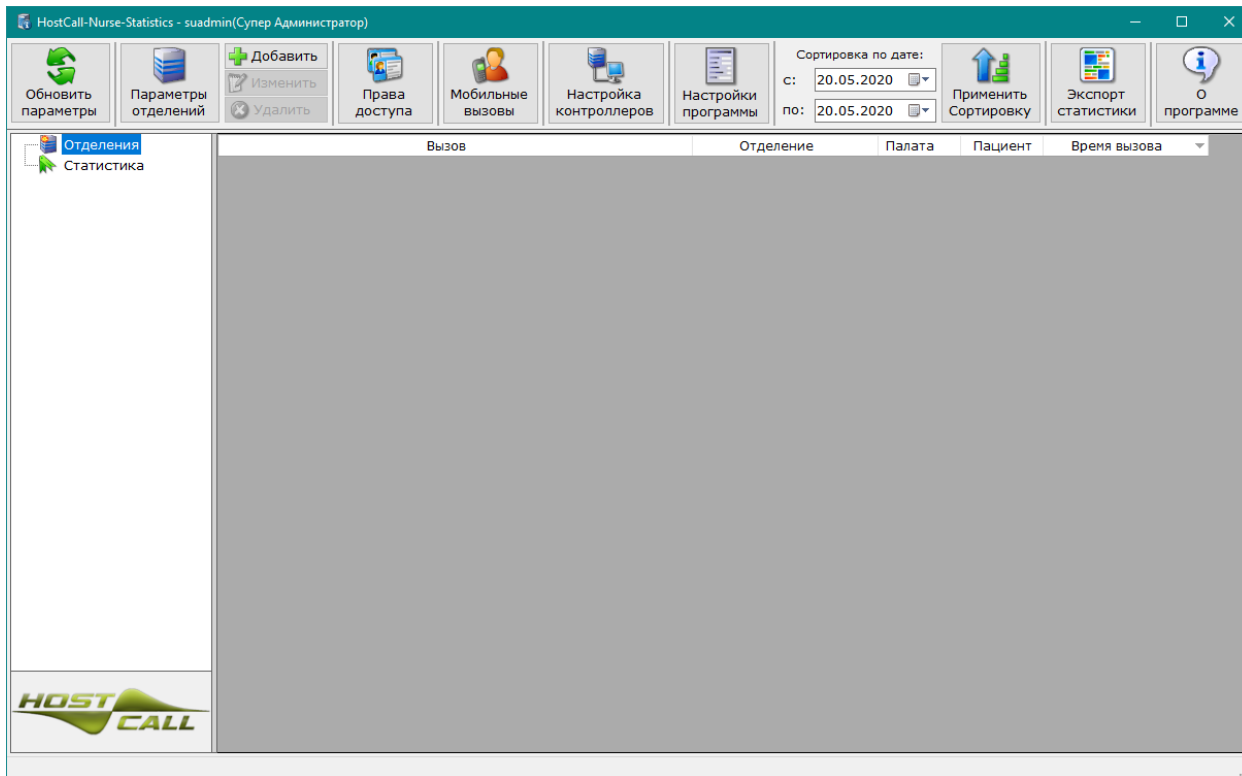 HostCall-Nurse-Statistics - suadmin(Супер Администратор)
Обновить
параметры
Параметры
отделений
Добавить
Изменить
Удалить
Права
доступа
Мобильные
вызовы
Настройка
контроллеров
Настройки
программы
Сортировка по дате:
с: 20.05.2020
по: 20.05.2020
Применить
Сортировку
Экспорт
статистики
О
программе
Отделения
Статистика
Вызов Отделение Палата Пациент Время вызова
HOST
CALL